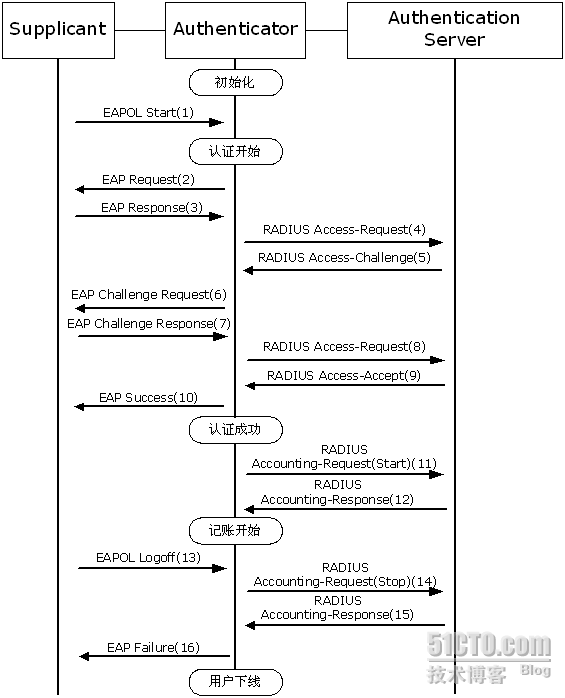 Supplicant
Authenticator
Authentication
Server
初始化
EAPOL Start(1)
认证开始
EAP Request(2)
EAP Response(3)
RADIUS Access-Request(4)
RADIUS Access-Challenge(5)
EAP Challenge Request(6)
EAP Challenge Response(7)
RADIUS Access-Request(8)
RADIUS Access-Accept(9)
EAP Success(10)
认证成功
RADIUS
Accounting-Request(Start)(11)
RADIUS
Accounting-Response(12)
记账开始
EAPOL Logoff(13)
RADIUS
Accounting-Request(Stop)(14)
RADIUS
Accounting-Response(15)
EAP Failure(16)
用户下线
51CTO.com
技术博客 Blog